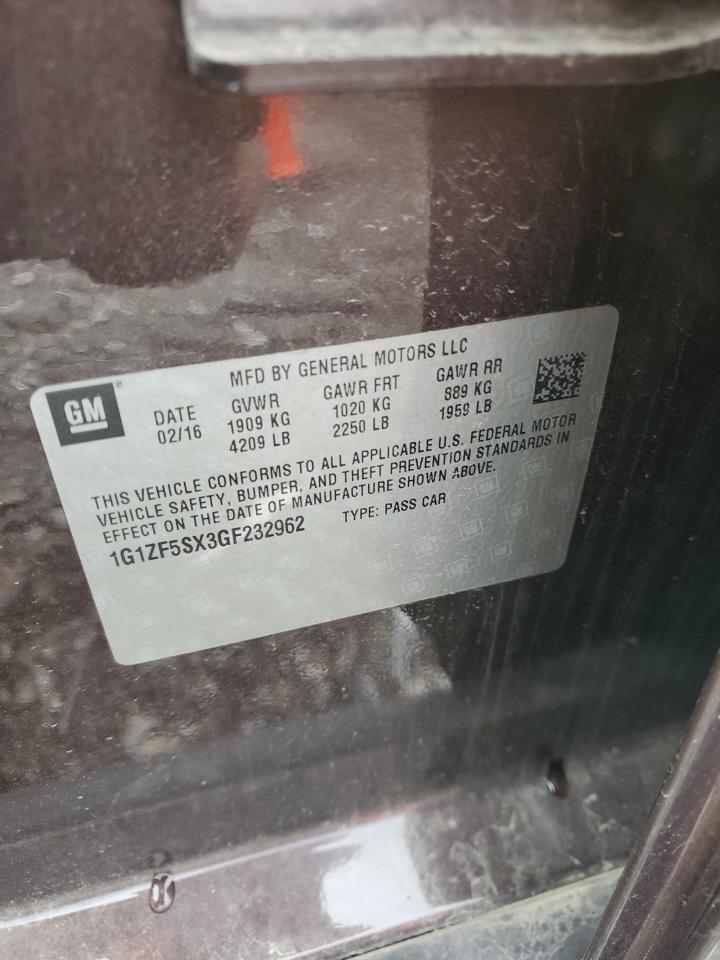 GM
MFD BY GENERAL MOTORS LLC
DATE GVWR GAWR FRT GAWR RR
02/16 1909 KG 1020 KG 889 KG
4209 LB 2250 LB 1959 LB
THIS VEHICLE CONFORMS TO ALL APPLICABLE U.S. FEDERAL MOTOR
VEHICLE SAFETY, BUMPER, AND THEFT PREVENTION STANDARDS IN
EFFECT ON THE DATE OF MANUFACTURE SHOWN ABOVE.
1G1ZF5SX3GF232962 TYPE: PASS CAR